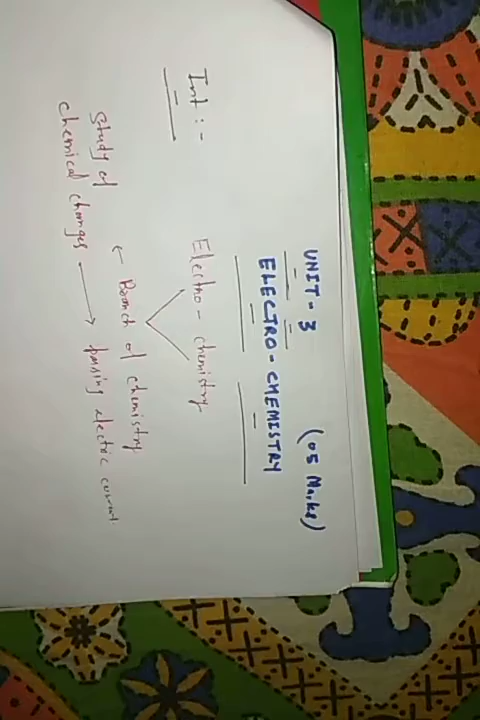 UNIT - 3 (05 Marks)
ELECTRO - CHEMISTRY
Int :-
Electro - chemistry
← Branch of chemistry
Study of
chemical changes → passing electric current